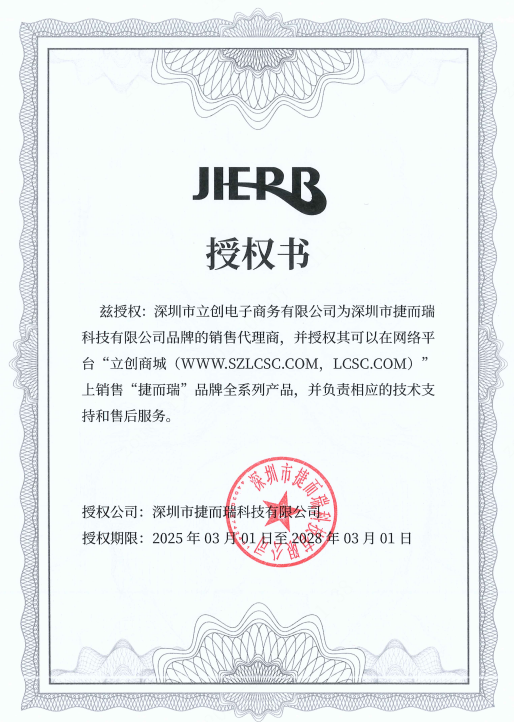 JIERB
授权书
兹授权：深圳市立创电子商务有限公司为深圳市捷而瑞
科技有限公司品牌的销售代理商，并授权其可以在网络平
台“立创商城（WWW.SZLCSC.COM，LCSC.COM）”
上销售“捷而瑞”品牌全系列产品，并负责相应的技术支
持和售后服务。
深圳市捷而瑞科技有限公司
授权公司：深圳市捷而瑞科技有限公司
授权期限：2025 年 03 月 01 日至 2028 年 03 月 01 日